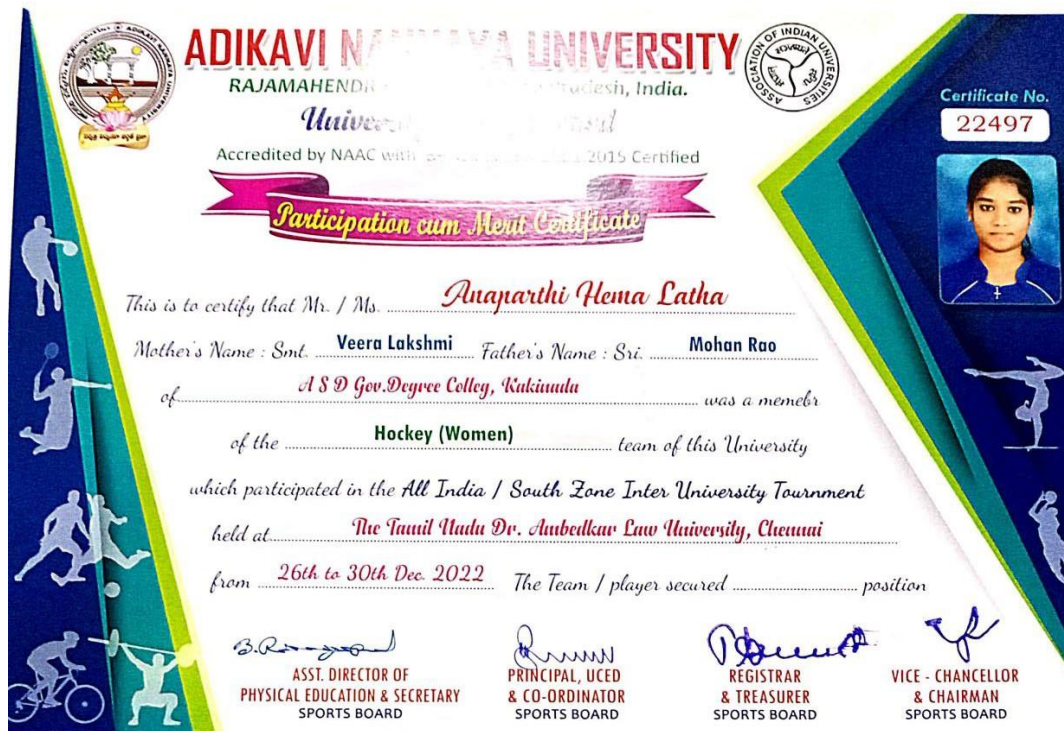 ADIKAVI UNIVERSITY
ASSOCIATION OF INDIAN UNIVERSITIES
India.
Accredited by NAAC with 2015 Certified
Participation cum Merit Certificate
Certificate No.
22497
This is to certify that Mr. / Ms. Anaparthi Hema Latha
Mother's Name : Smt. Veera Lakshmi Father's Name : Sri. Mohan Rao
of A S D Gov.Degree Colley, Kakinada was a memebr
of the Hockey (Women) team of this University
which participated in the All India / South Zone Inter University Tournment
held at The Tamil Nadu Dr. Ambedkar Law University, Chennai
from 26th to 30th Dec. 2022 The Team / player secured position
ASST. DIRECTOR OF
PHYSICAL EDUCATION & SECRETARY
SPORTS BOARD
PRINCIPAL, UCED
& CO-ORDINATOR
SPORTS BOARD
REGISTRAR
& TREASURER
SPORTS BOARD
VICE - CHANCELLOR
& CHAIRMAN
SPORTS BOARD